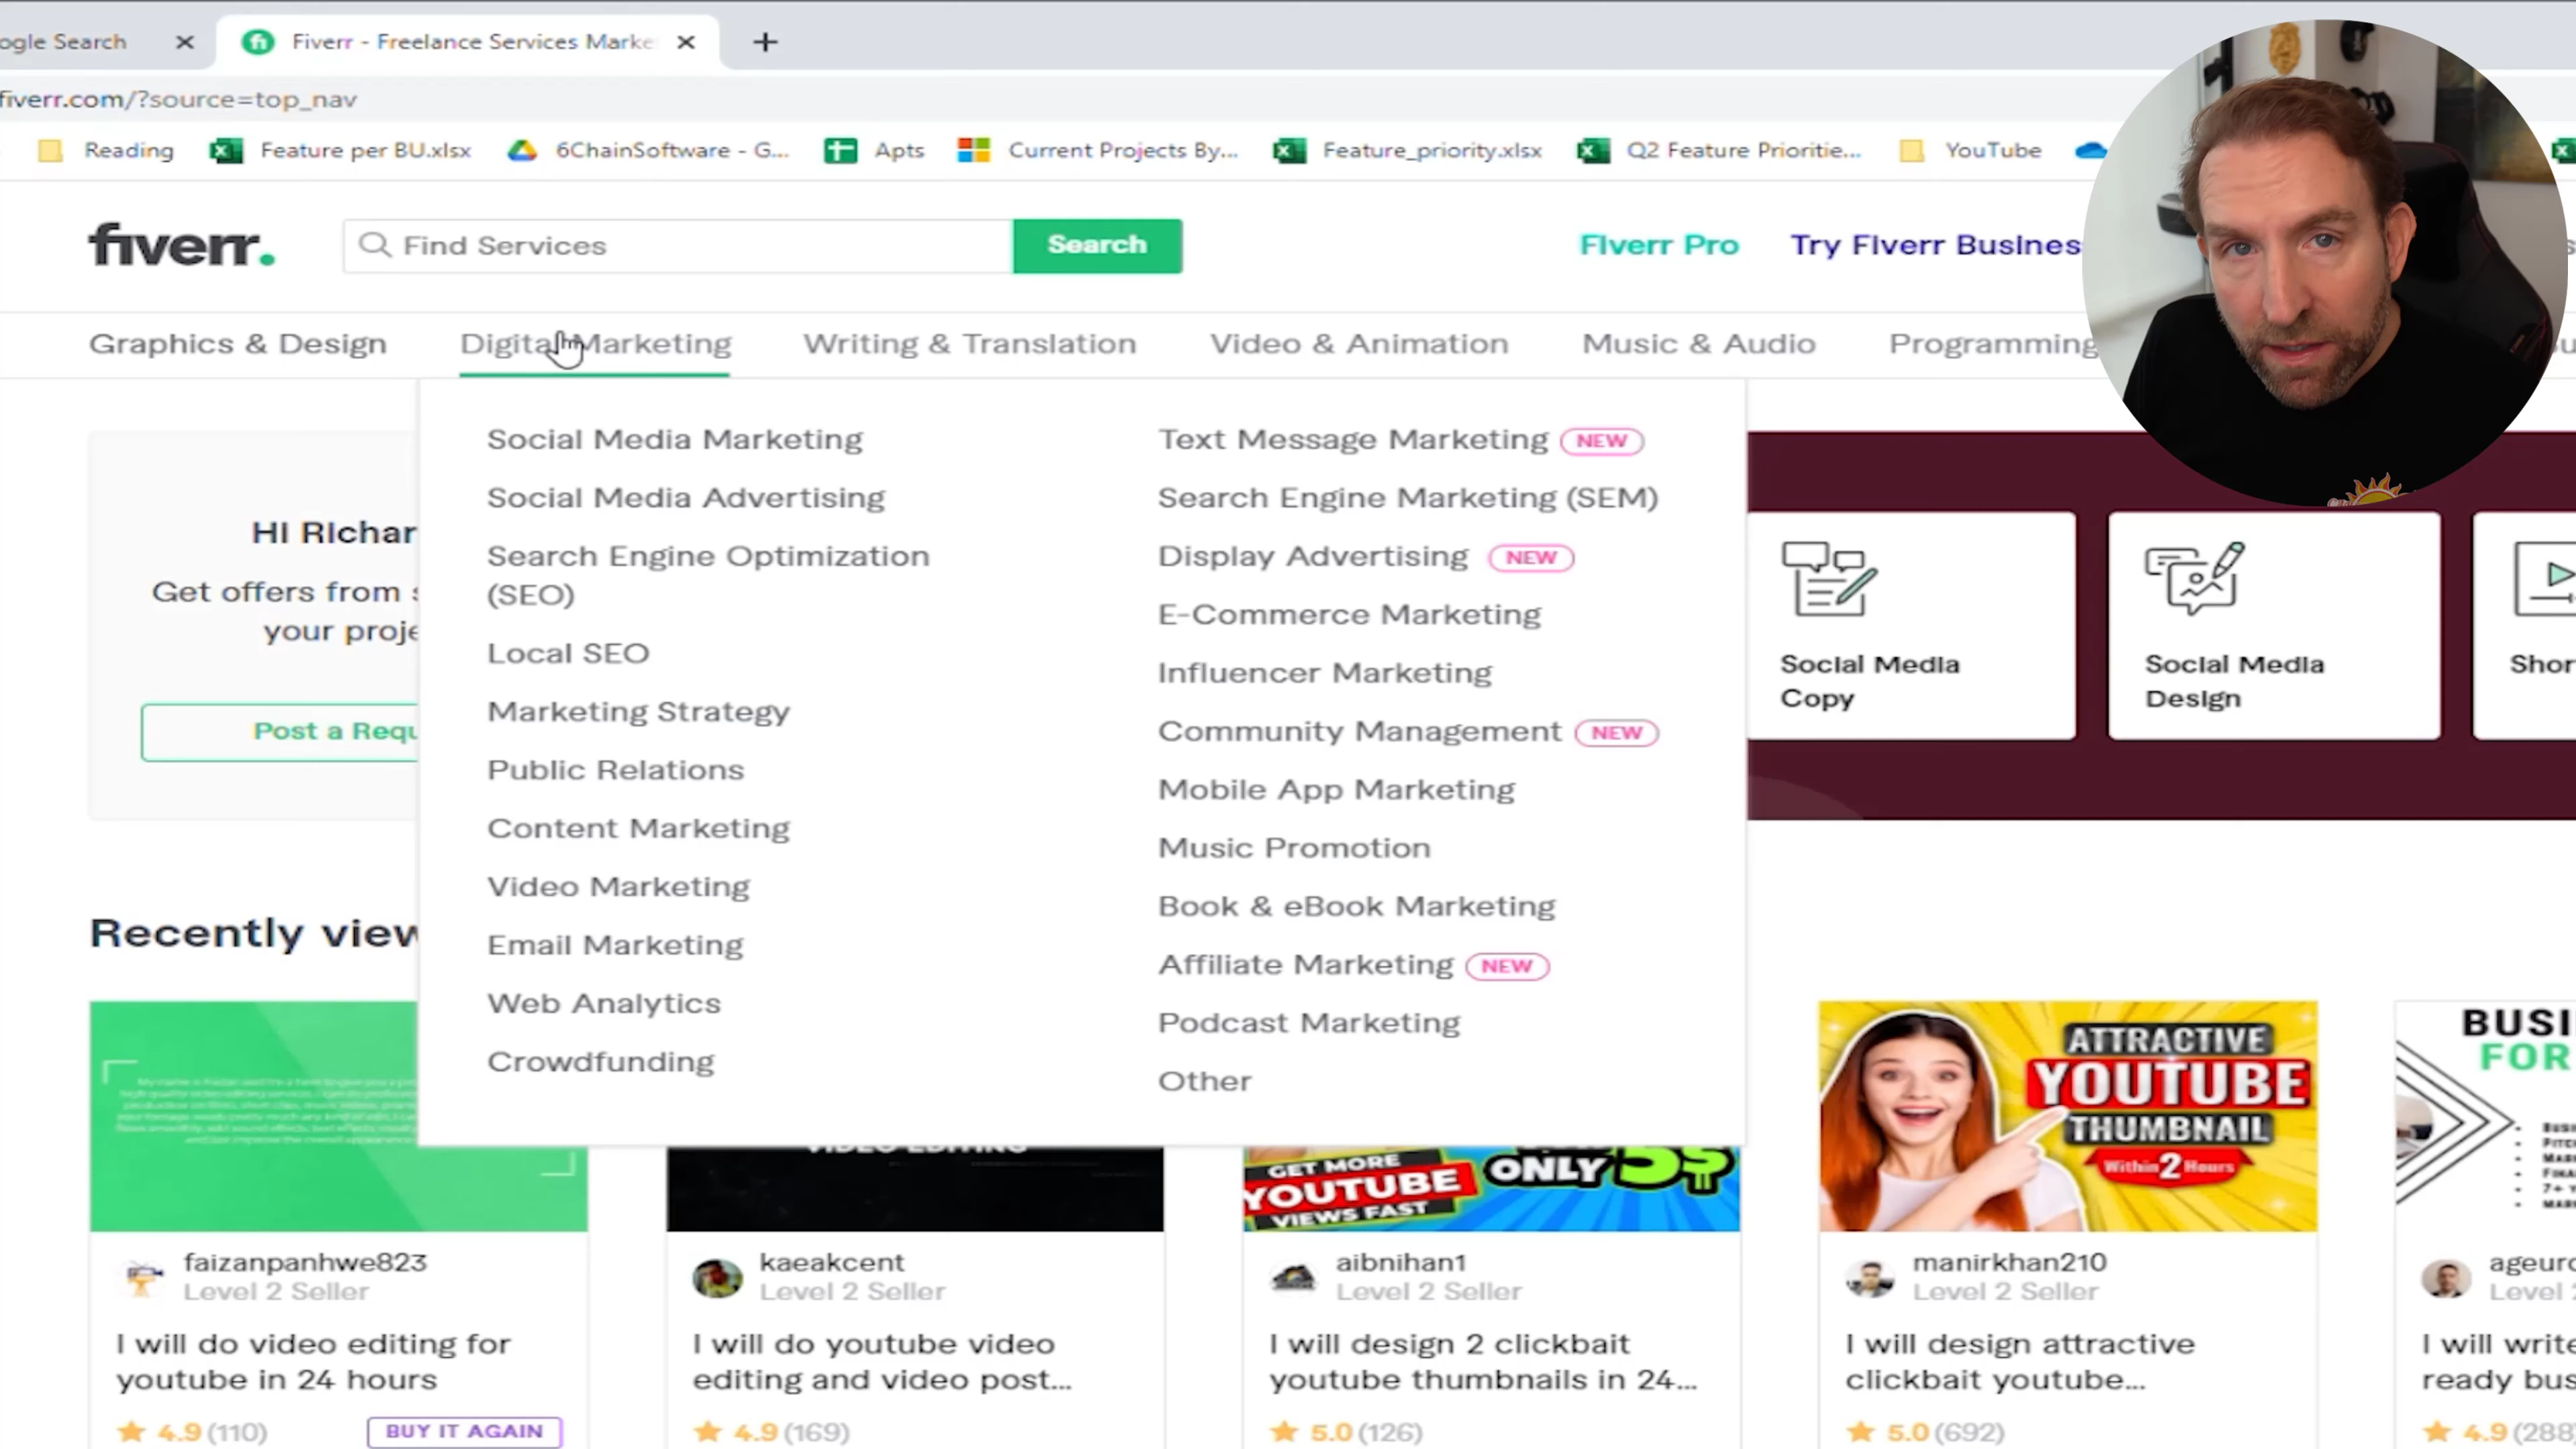 ogle Search
Fiverr - Freelance Services Marke
fiverr.com/?source=top_nav
Reading
Feature per BU.xlsx
6ChainSoftware - G...
Apts
Current Projects By...
Feature_priority.xlsx
Q2 Feature Prioritie...
YouTube
fiverr.
Find Services
Search
Fiverr Pro
Try Fiverr Busines
Graphics & Design
Digital Marketing
Writing & Translation
Video & Animation
Music & Audio
Programming
Social Media Marketing
Social Media Advertising
Search Engine Optimization
(SEO)
Local SEO
Marketing Strategy
Public Relations
Content Marketing
Video Marketing
Email Marketing
Web Analytics
Crowdfunding
Text Message Marketing NEW
Search Engine Marketing (SEM)
Display Advertising NEW
E-Commerce Marketing
Influencer Marketing
Community Management NEW
Mobile App Marketing
Music Promotion
Book & eBook Marketing
Affiliate Marketing NEW
Podcast Marketing
Other
Hi Richar
Get offers from s
your proje
Post a Requ
Social Media
Copy
Social Media
Design
Shor
Recently view
VIDEO EDITING
GET MORE
YOUTUBE
VIEWS FAST
ONLY 5$
ATTRACTIVE
YOUTUBE
THUMBNAIL
Within 2 Hours
BUSI
FOR
faizanpanhwe823
Level 2 Seller
I will do video editing for
youtube in 24 hours
4.9 (110)
BUY IT AGAIN
kaeakcent
Level 2 Seller
I will do youtube video
editing and video post...
4.9 (169)
aibnihan1
Level 2 Seller
I will design 2 clickbait
youtube thumbnails in 24...
5.0 (126)
manirkhan210
Level 2 Seller
I will design attractive
clickbait youtube...
5.0 (692)
ageuro
Level 2
I will write
ready bus
4.9 (288